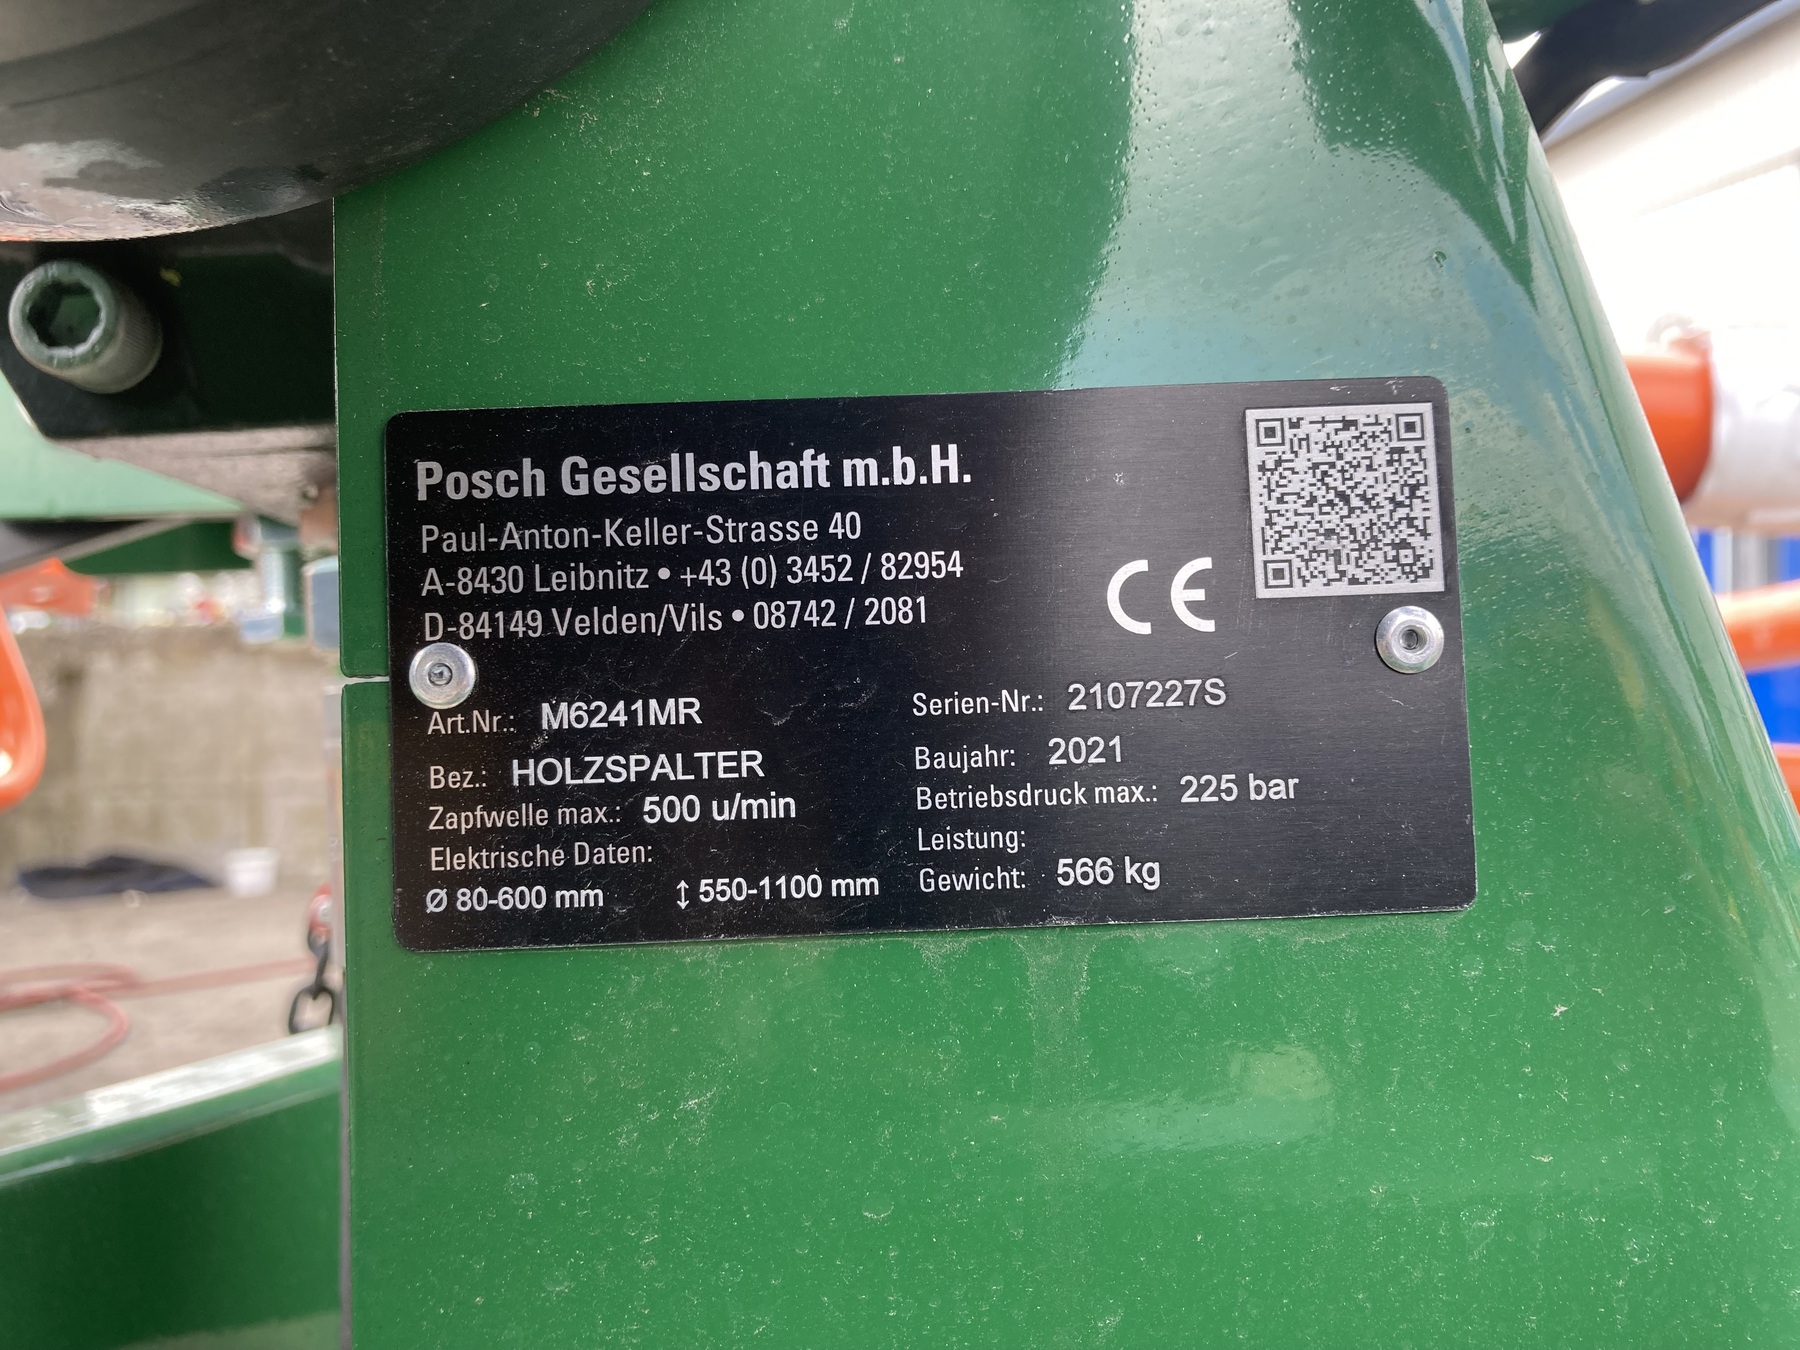 Posch Gesellschaft m.b.H.
Paul-Anton-Keller-Strasse 40
A-8430 Leibnitz • +43 (0) 3452 / 82954
D-84149 Velden/Vils • 08742 / 2081
CE
Art.Nr.: M6241MR
Serien-Nr.: 2107227S
Bez.: HOLZSPALTER
Baujahr: 2021
Zapfwelle max.: 500 u/min
Betriebsdruck max.: 225 bar
Elektrische Daten:
Leistung:
Ø 80-600 mm ↕ 550-1100 mm
Gewicht: 566 kg